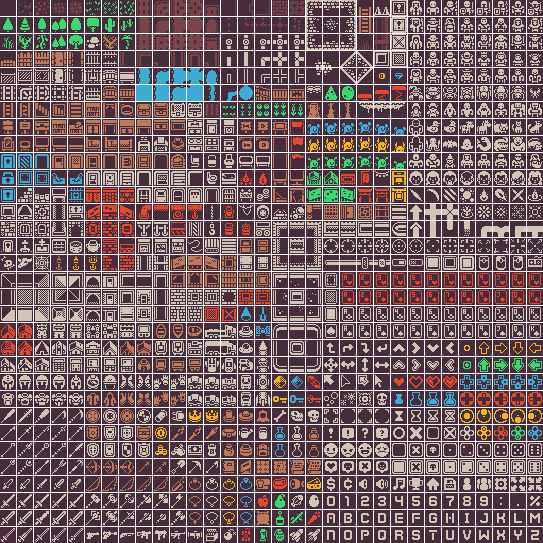 0 1 2 3 4 5 6 7 8 9 : . %
A B C D E F G H I J K L M
N O P Q R S T U V W X Y Z